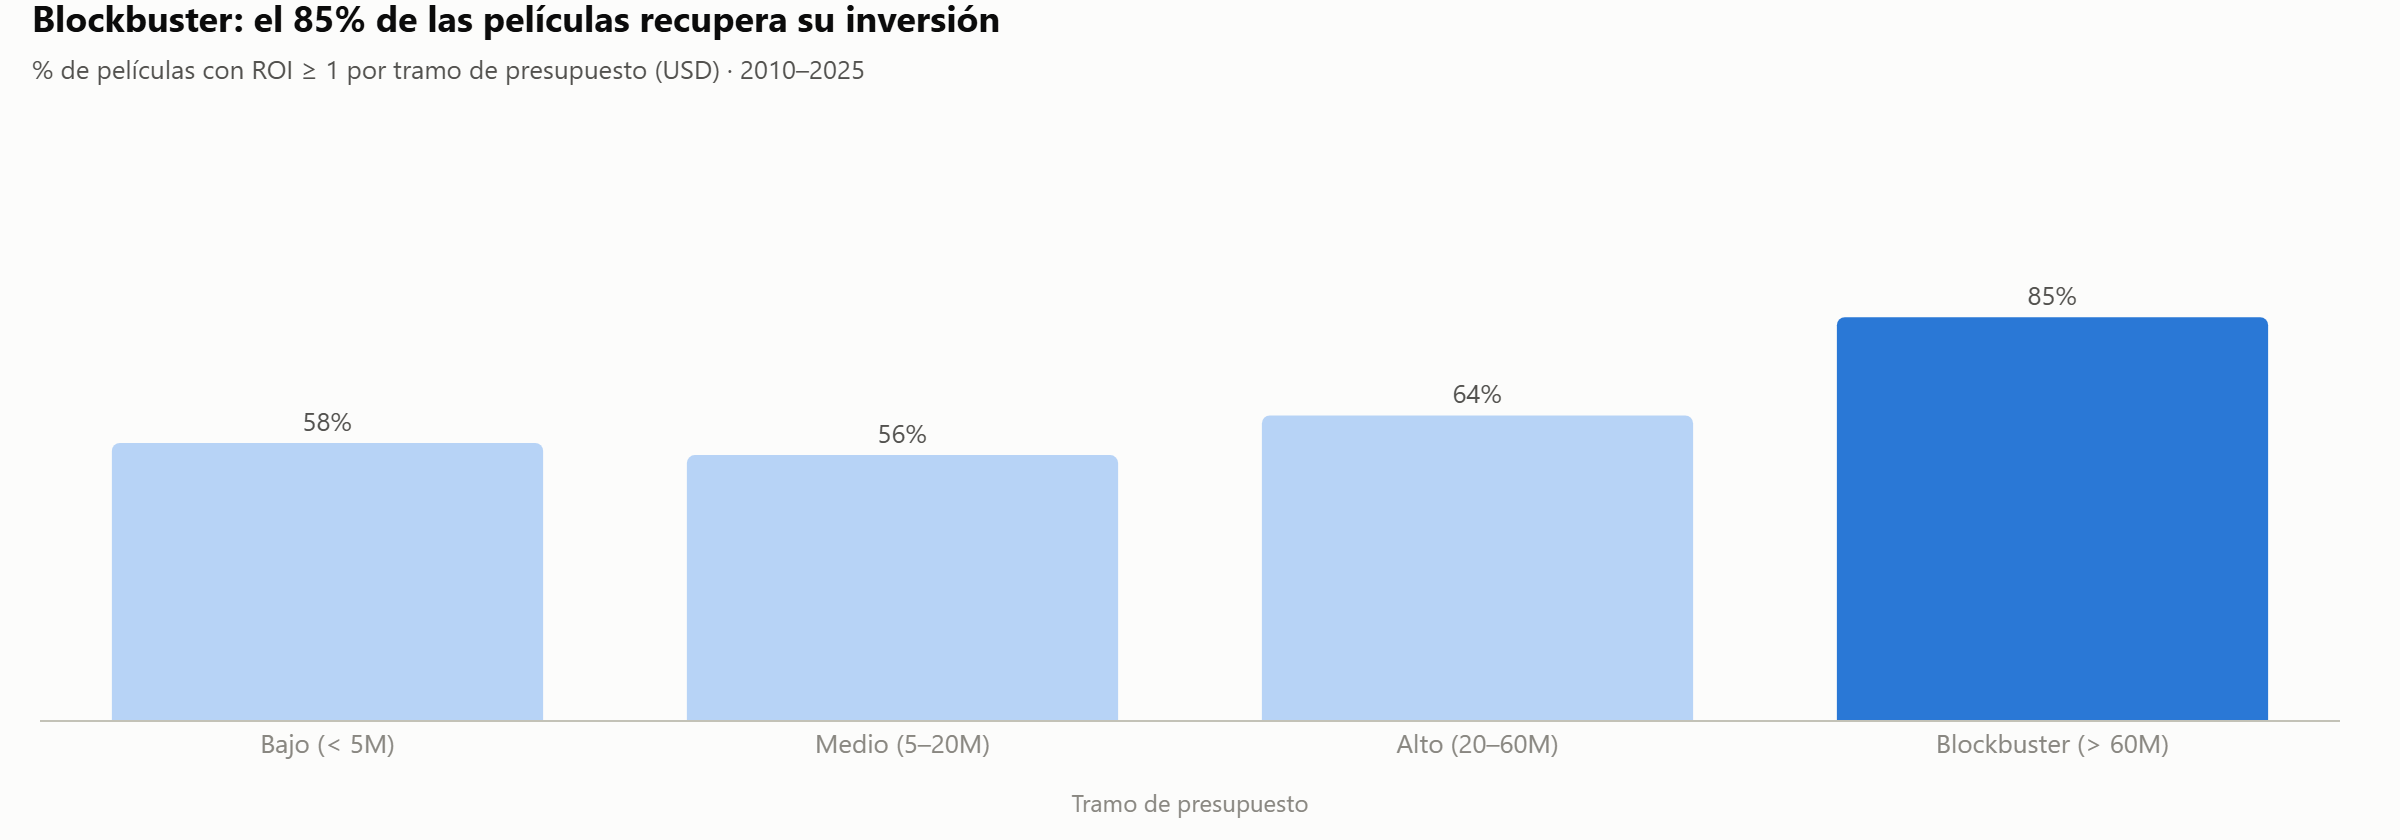 Blockbuster: el 85% de las películas recupera su inversión
% de películas con ROI ≥ 1 por tramo de presupuesto (USD) · 2010–2025
85%
64%
58%
56%
Bajo (< 5M)
Medio (5–20M)
Alto (20–60M)
Blockbuster (> 60M)
Tramo de presupuesto